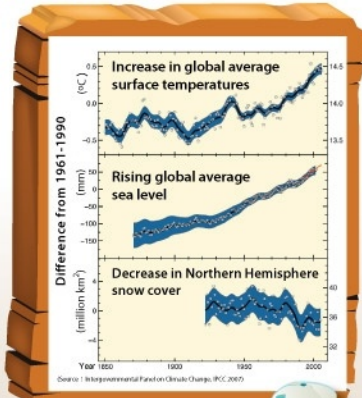 Difference from 1961-1990
(°C)
0.5
0.0
-0.5
Increase in global average
surface temperatures
14.5
14.0
13.5
(mm)
50
0
-50
-100
-150
Rising global average
sea level
(million km²)
4
0
-4
Decrease in Northern Hemisphere
snow cover
40
36
32
Year 1850
1900
1950
2000
(Source : Intergovernmental Panel on Climate Change, IPCC 2007)